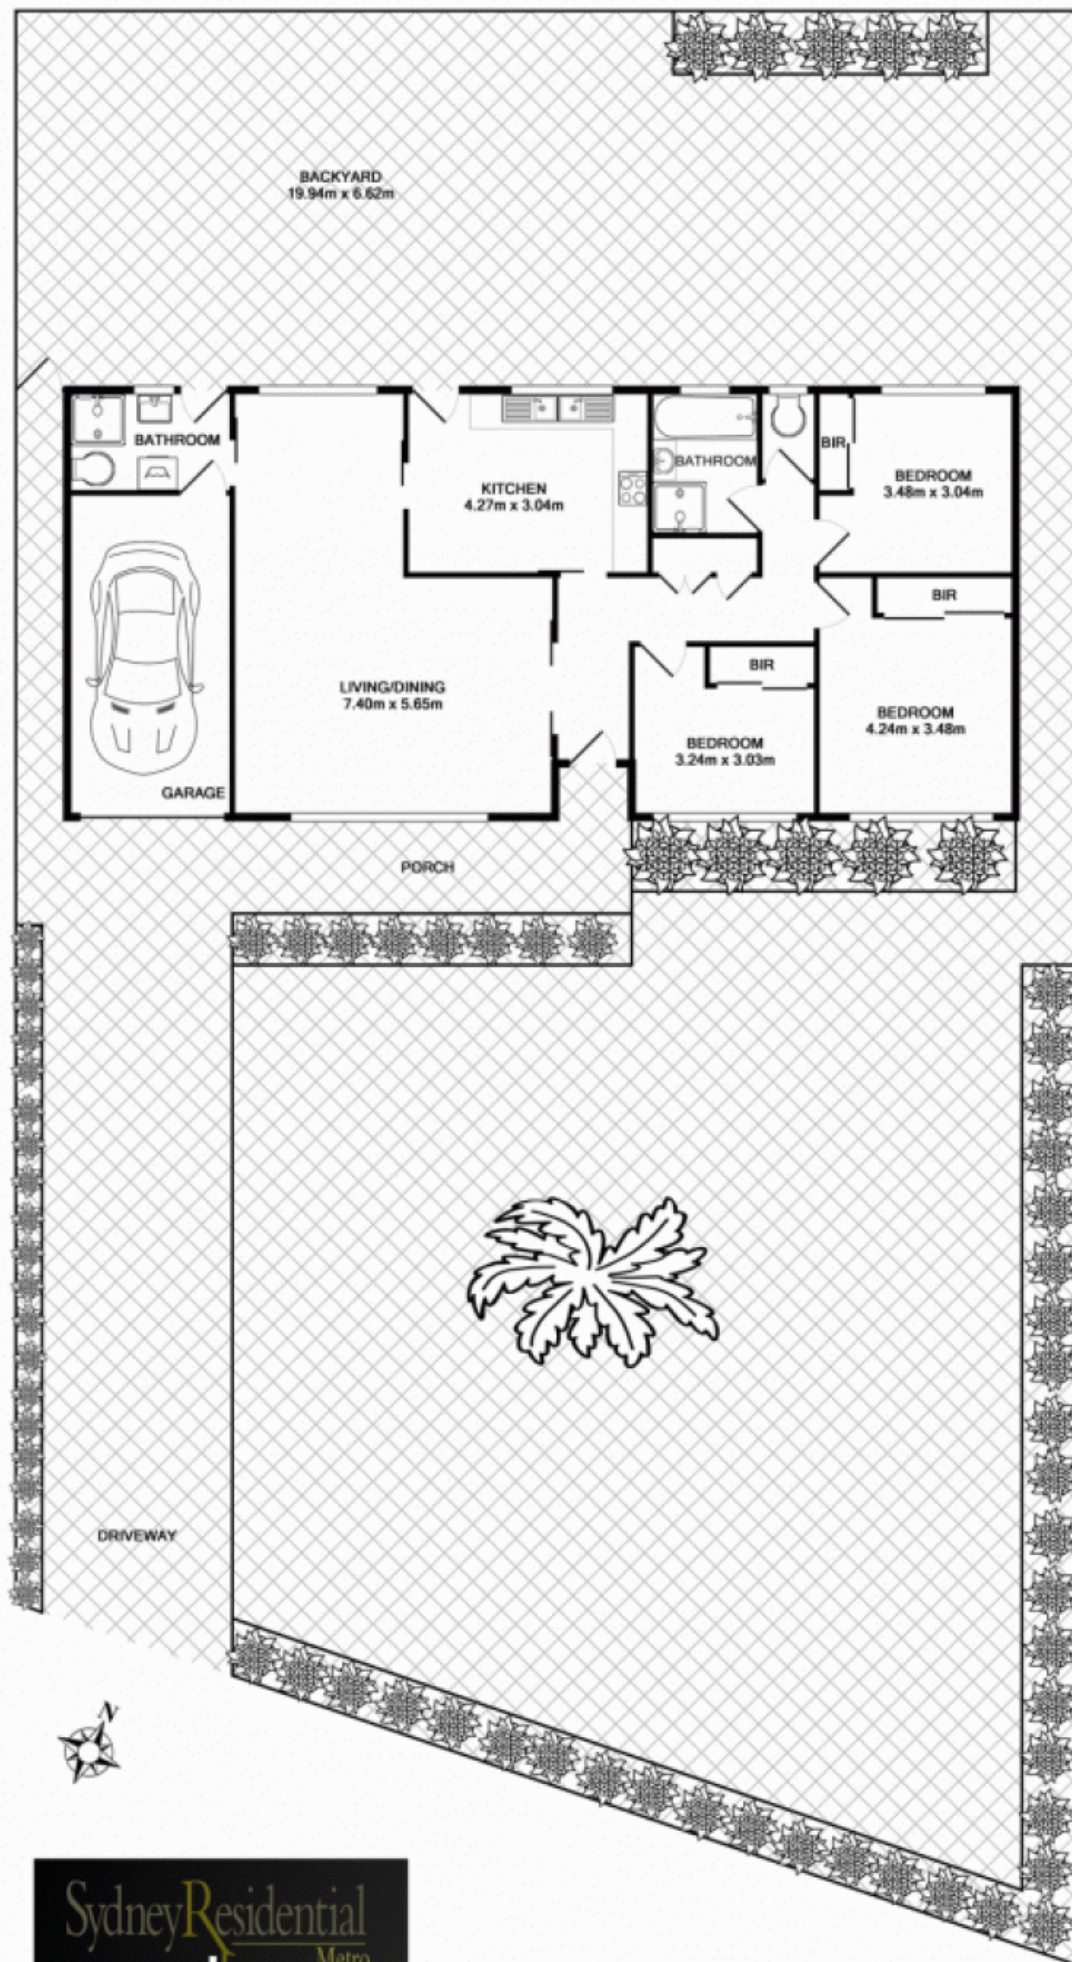 BACKYARD
19.94m x 6.62m
BATHROOM
KITCHEN
4.27m x 3.04m
BATHROOM
BIR
BEDROOM
3.48m x 3.04m
BIR
LIVING/DINING
7.40m x 5.65m
BIR
BEDROOM
3.24m x 3.03m
BEDROOM
4.24m x 3.48m
GARAGE
PORCH
DRIVEWAY
N
SydneyResidential
Metro